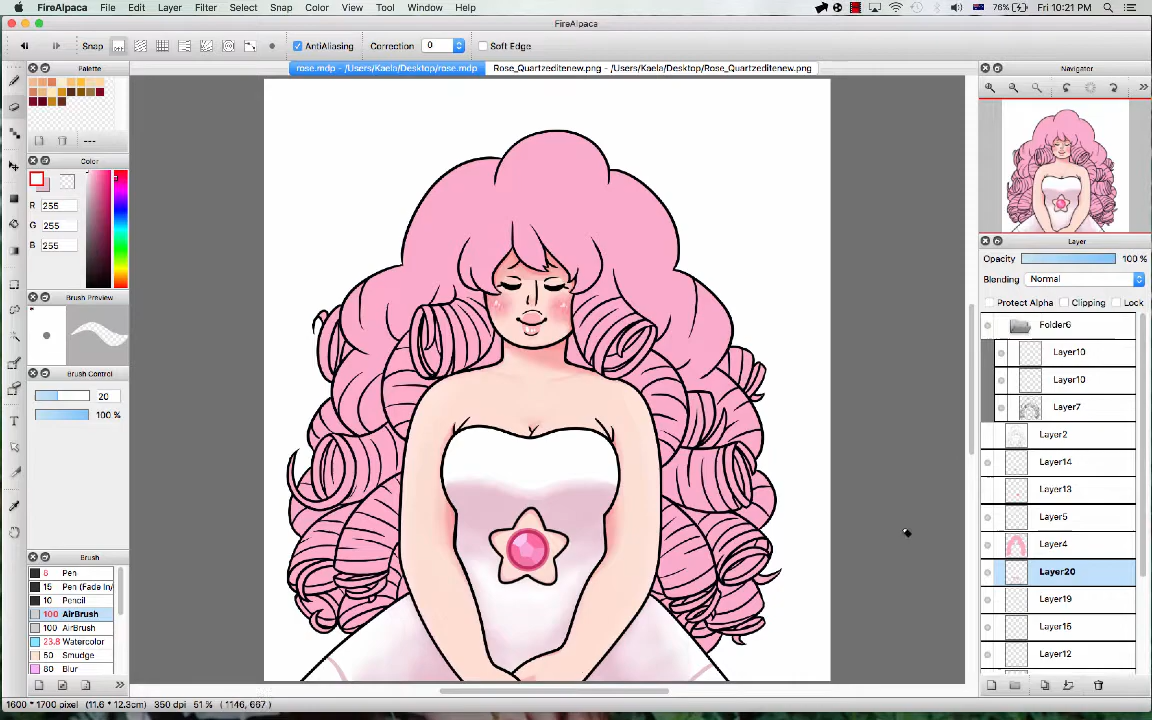 FireAlpaca File Edit Layer Filter Select Snap Color View Tool Window Help 76% Fri 10:21 PM
FireAlpaca
Snap AntiAliasing Correction 0 Soft Edge
rose.mdp - /Users/Kaela/Desktop/rose.mdp Rose_Quartzeditenew.png - /Users/Kaela/Desktop/Rose_Quartzeditenew.png
Palette
---
Color
R 255
G 255
B 255
Brush Preview
Brush Control
20
100 %
Brush
6 Pen
15 Pen (Fade In/
10 Pencil
100 AirBrush
100 AirBrush
23.8 Watercolor
50 Smudge
80 Blur
Navigator
Layer
Opacity 100 %
Blending Normal
Protect Alpha Clipping Lock
Folder6
Layer10
Layer10
Layer7
Layer2
Layer14
Layer13
Layer5
Layer4
Layer20
Layer19
Layer15
Layer12
1600 * 1700 pixel (11.6 * 12.3cm) 350 dpi 51 % ( 1146, 667 )